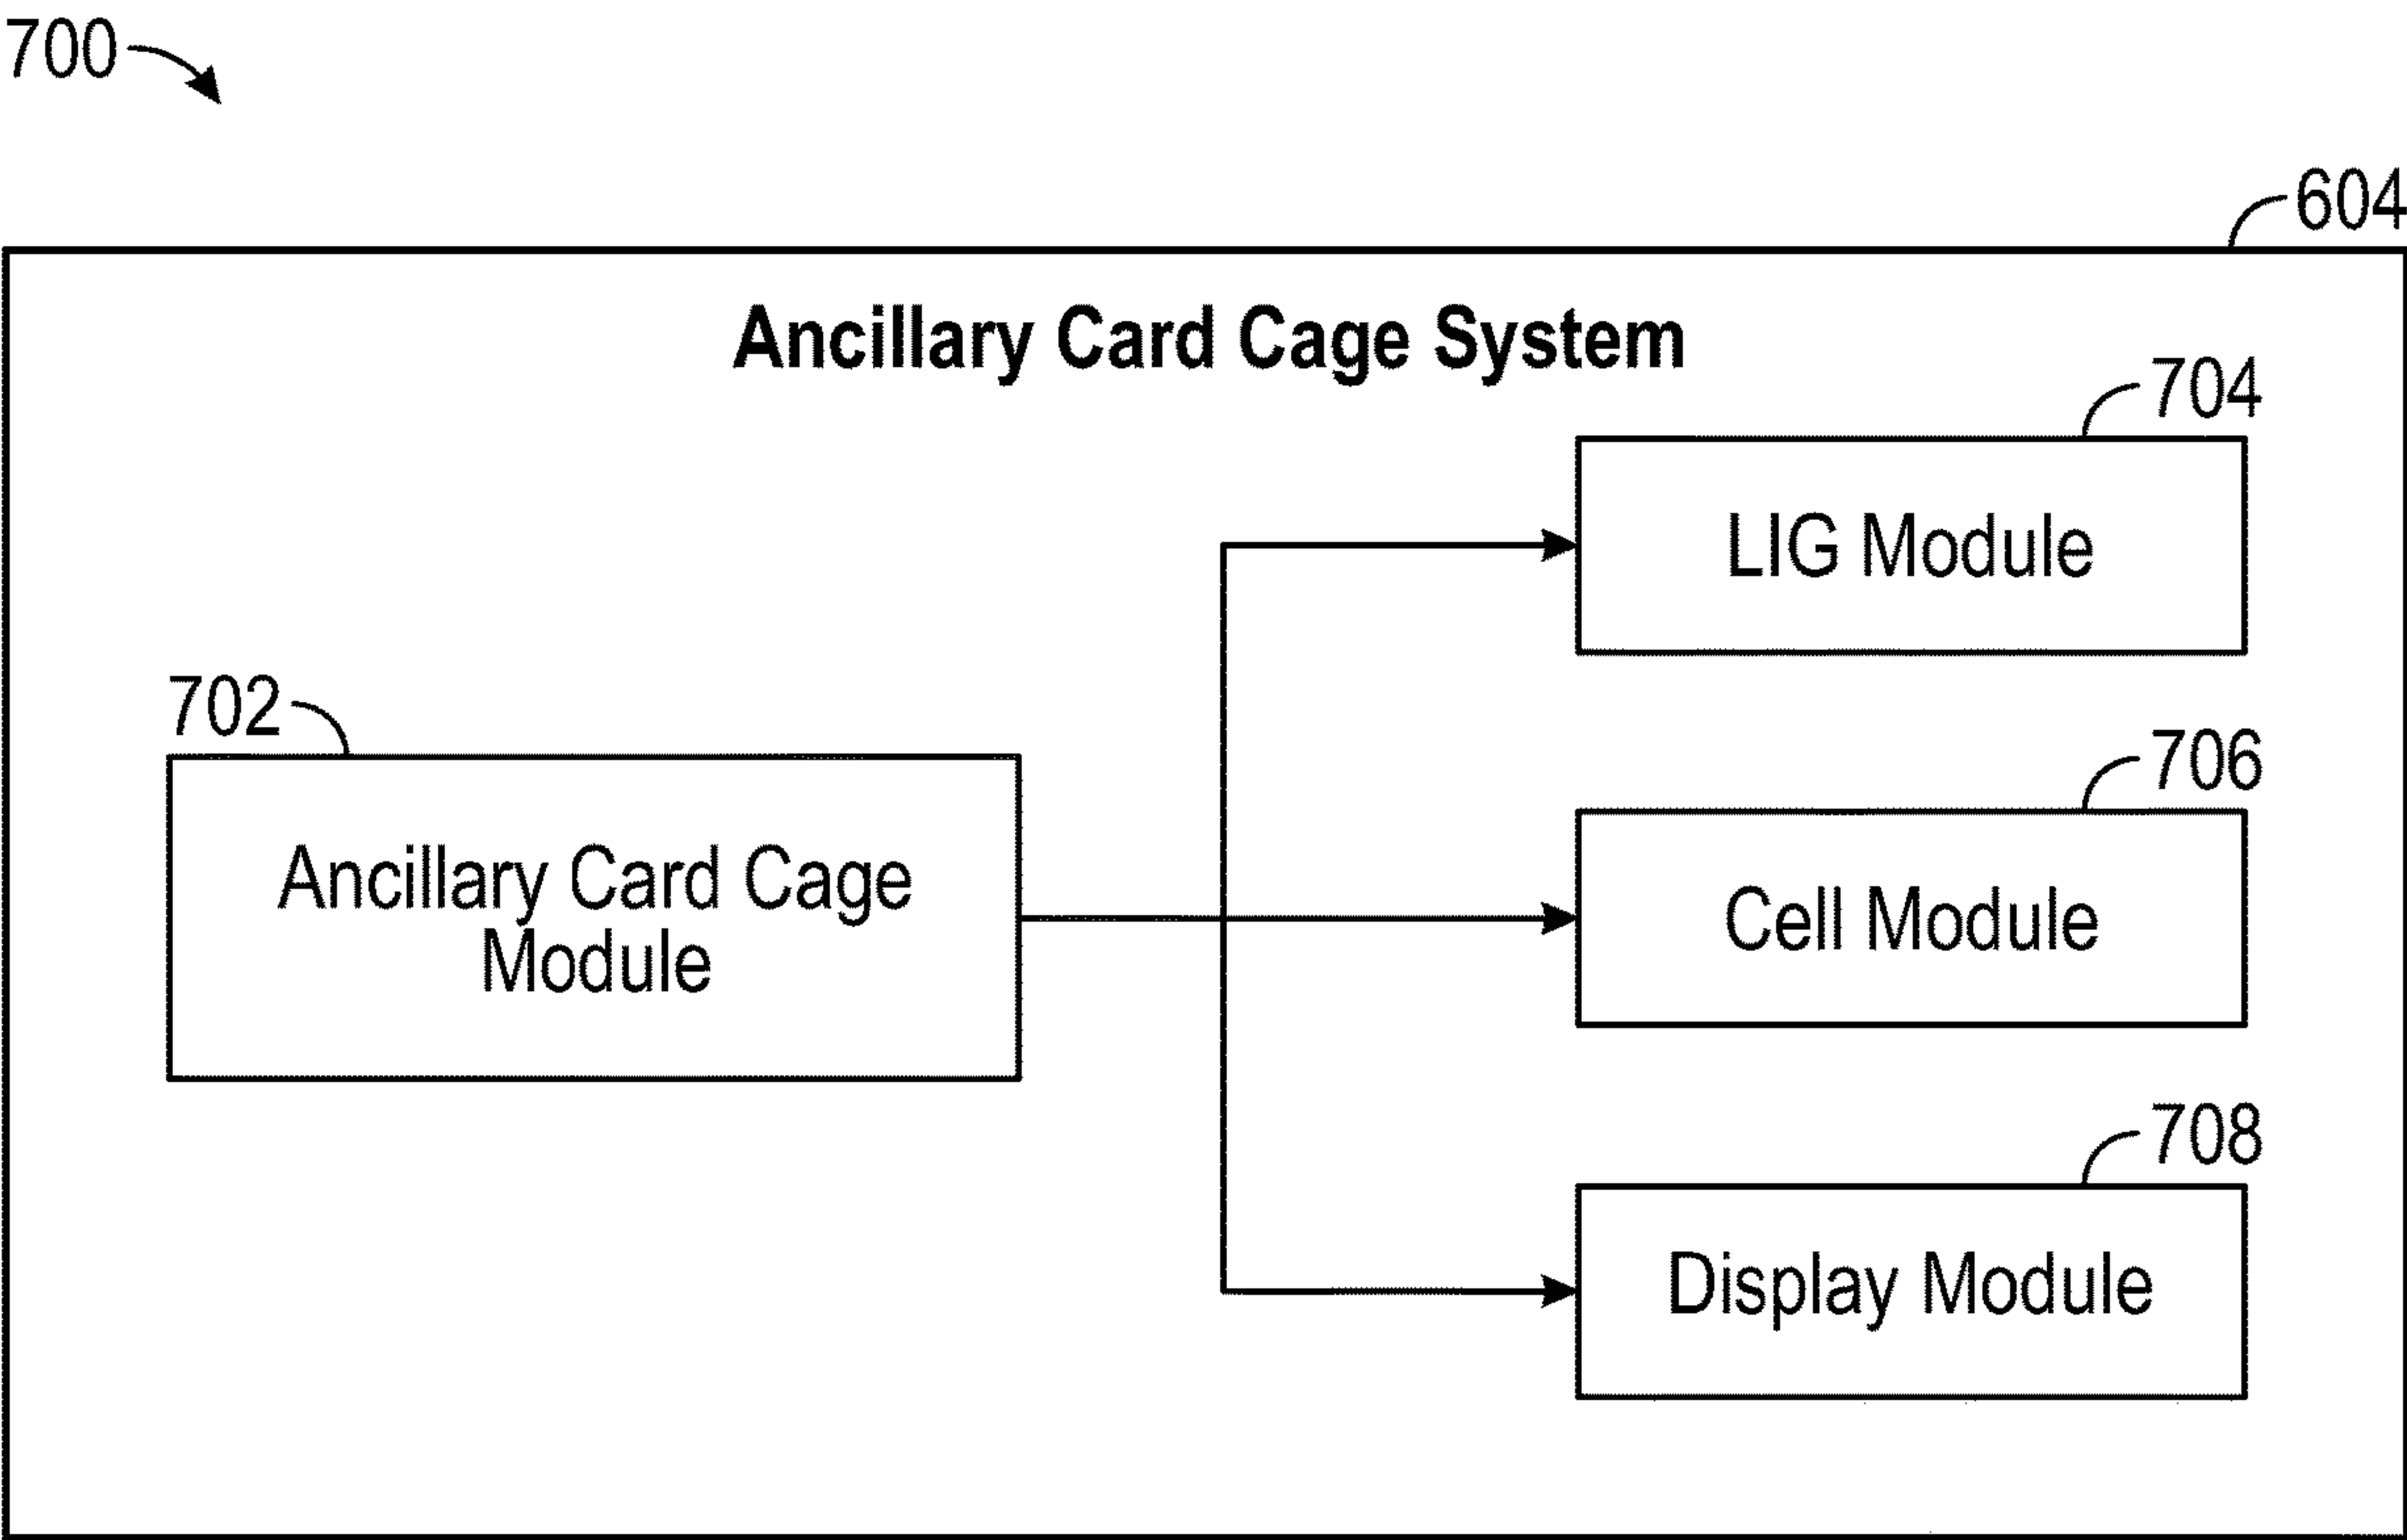 700
604
Ancillary Card Cage System
704
LIG Module
702
706
Ancillary Card Cage
Module
Cell Module
708
Display Module